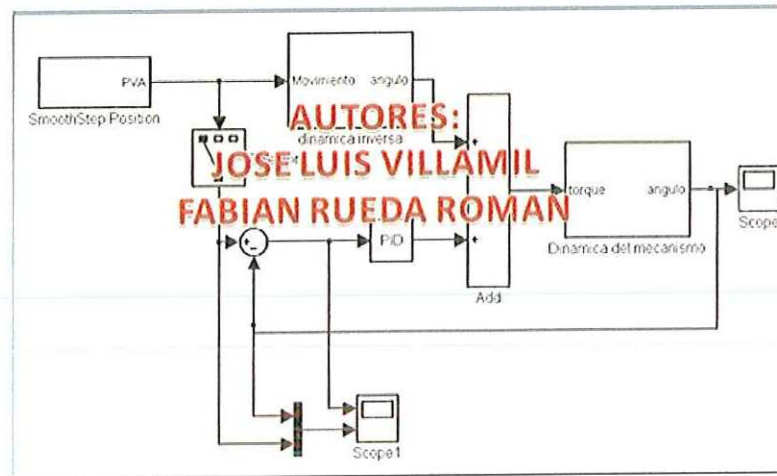 PVA
SmoothStep Position
Movimiento angulo
dinamica inversa
AUTORES:
JOSE LUIS VILLAMIL
FABIAN RUEDA ROMAN
PID
Add
torque angulo
Dinamica del mecanismo
Scope
Scope1